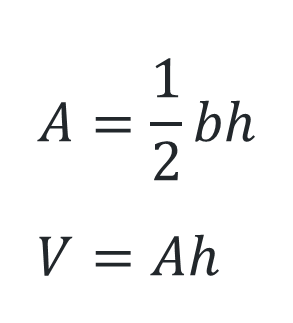 A = 1/2 bh
V = Ah